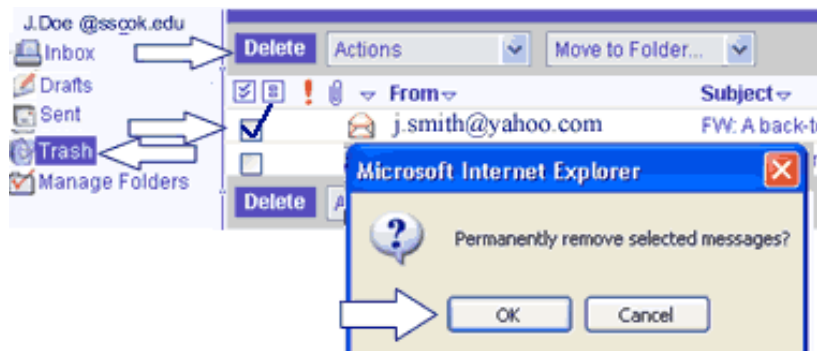 J.Doe @sscok.edu
Inbox
Drafts
Sent
Trash
Manage Folders
Delete Actions Move to Folder...
From Subject
j.smith@yahoo.com FW: A back-t
Delete A
Microsoft Internet Explorer
Permanently remove selected messages?
OK Cancel